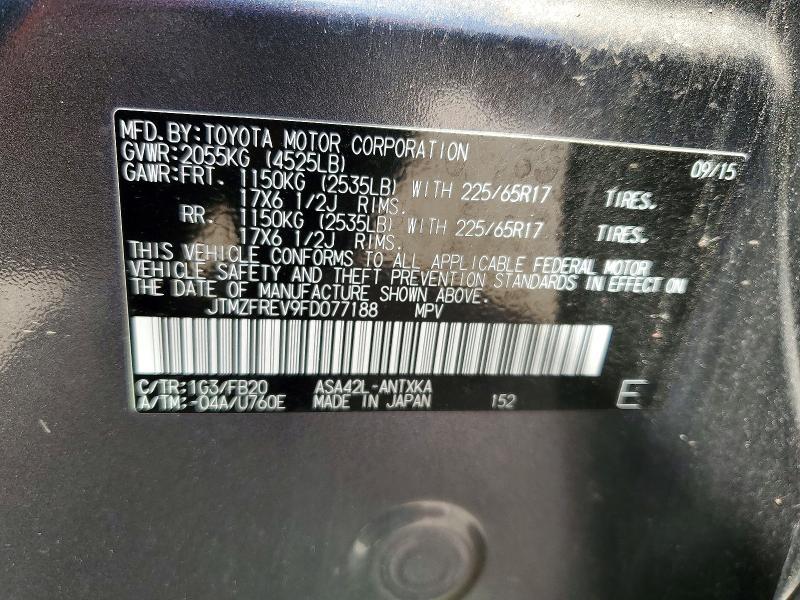 MFD.BY:TOYOTA MOTOR CORPORATION 09/15
GVWR:2055KG (4525LB)
GAWR:FRT. 1150KG (2535LB) WITH 225/65R17 TIRES.
17X6 1/2J RIMS.
RR. 1150KG (2535LB) WITH 225/65R17 TIRES.
17X6 1/2J RIMS.
THIS VEHICLE CONFORMS TO ALL APPLICABLE FEDERAL MOTOR
VEHICLE SAFETY AND THEFT PREVENTION STANDARDS IN EFFECT ON
THE DATE OF MANUFACTURE SHOWN ABOVE.
JTMZFREV9FD077188 MPV
C/TR:1G3/FB20 ASA42L-ANTXKA
A/TM:-04A/U760E MADE IN JAPAN 152 E